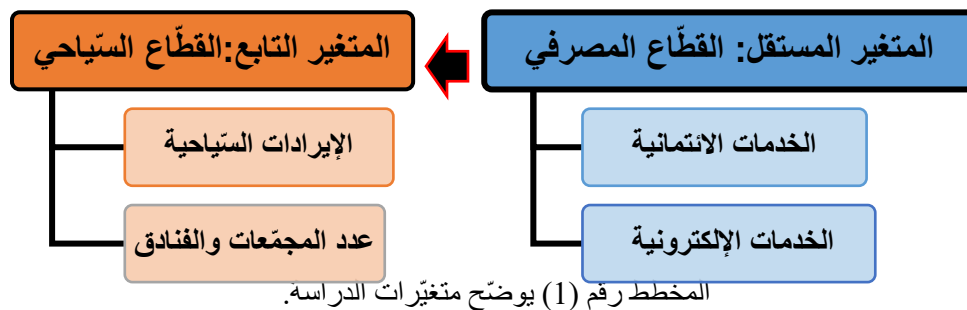 المتغير المستقل: القطّاع المصرفي
الخدمات الائتمانية
الخدمات الإلكترونية
المتغير التابع:القطّاع السّياحي
الإيرادات السّياحية
عدد المجمّعات والفنادق
المخطط رقم (1) يوضّح متغيّرات الدراسة.